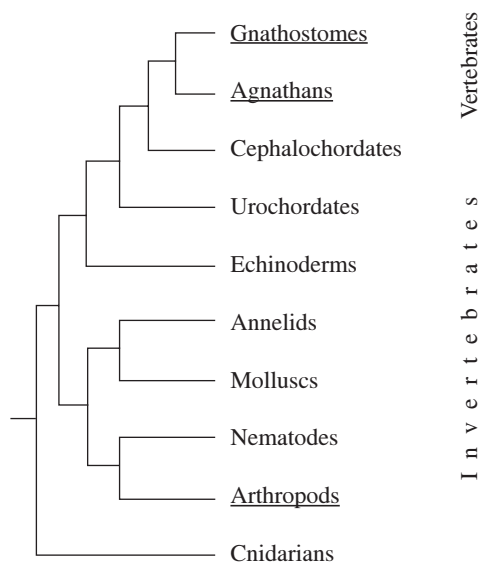 Gnathostomes
Agnathans
Cephalochordates
Urochordates
Echinoderms
Annelids
Molluscs
Nematodes
Arthropods
Cnidarians
Vertebrates
Invertebrates